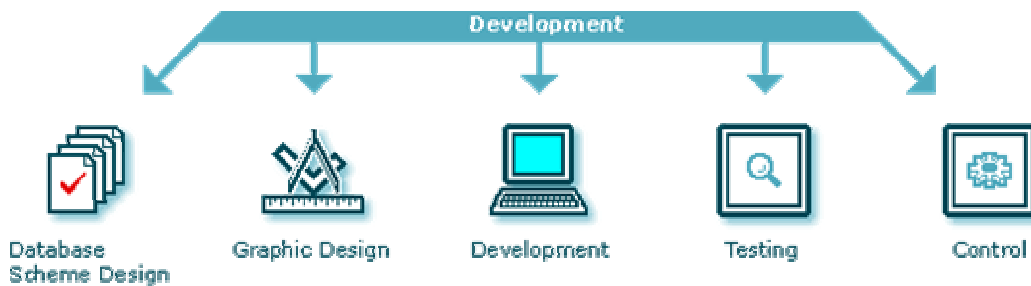 Development
Database
Scheme Design
Graphic Design
Development
Testing
Control